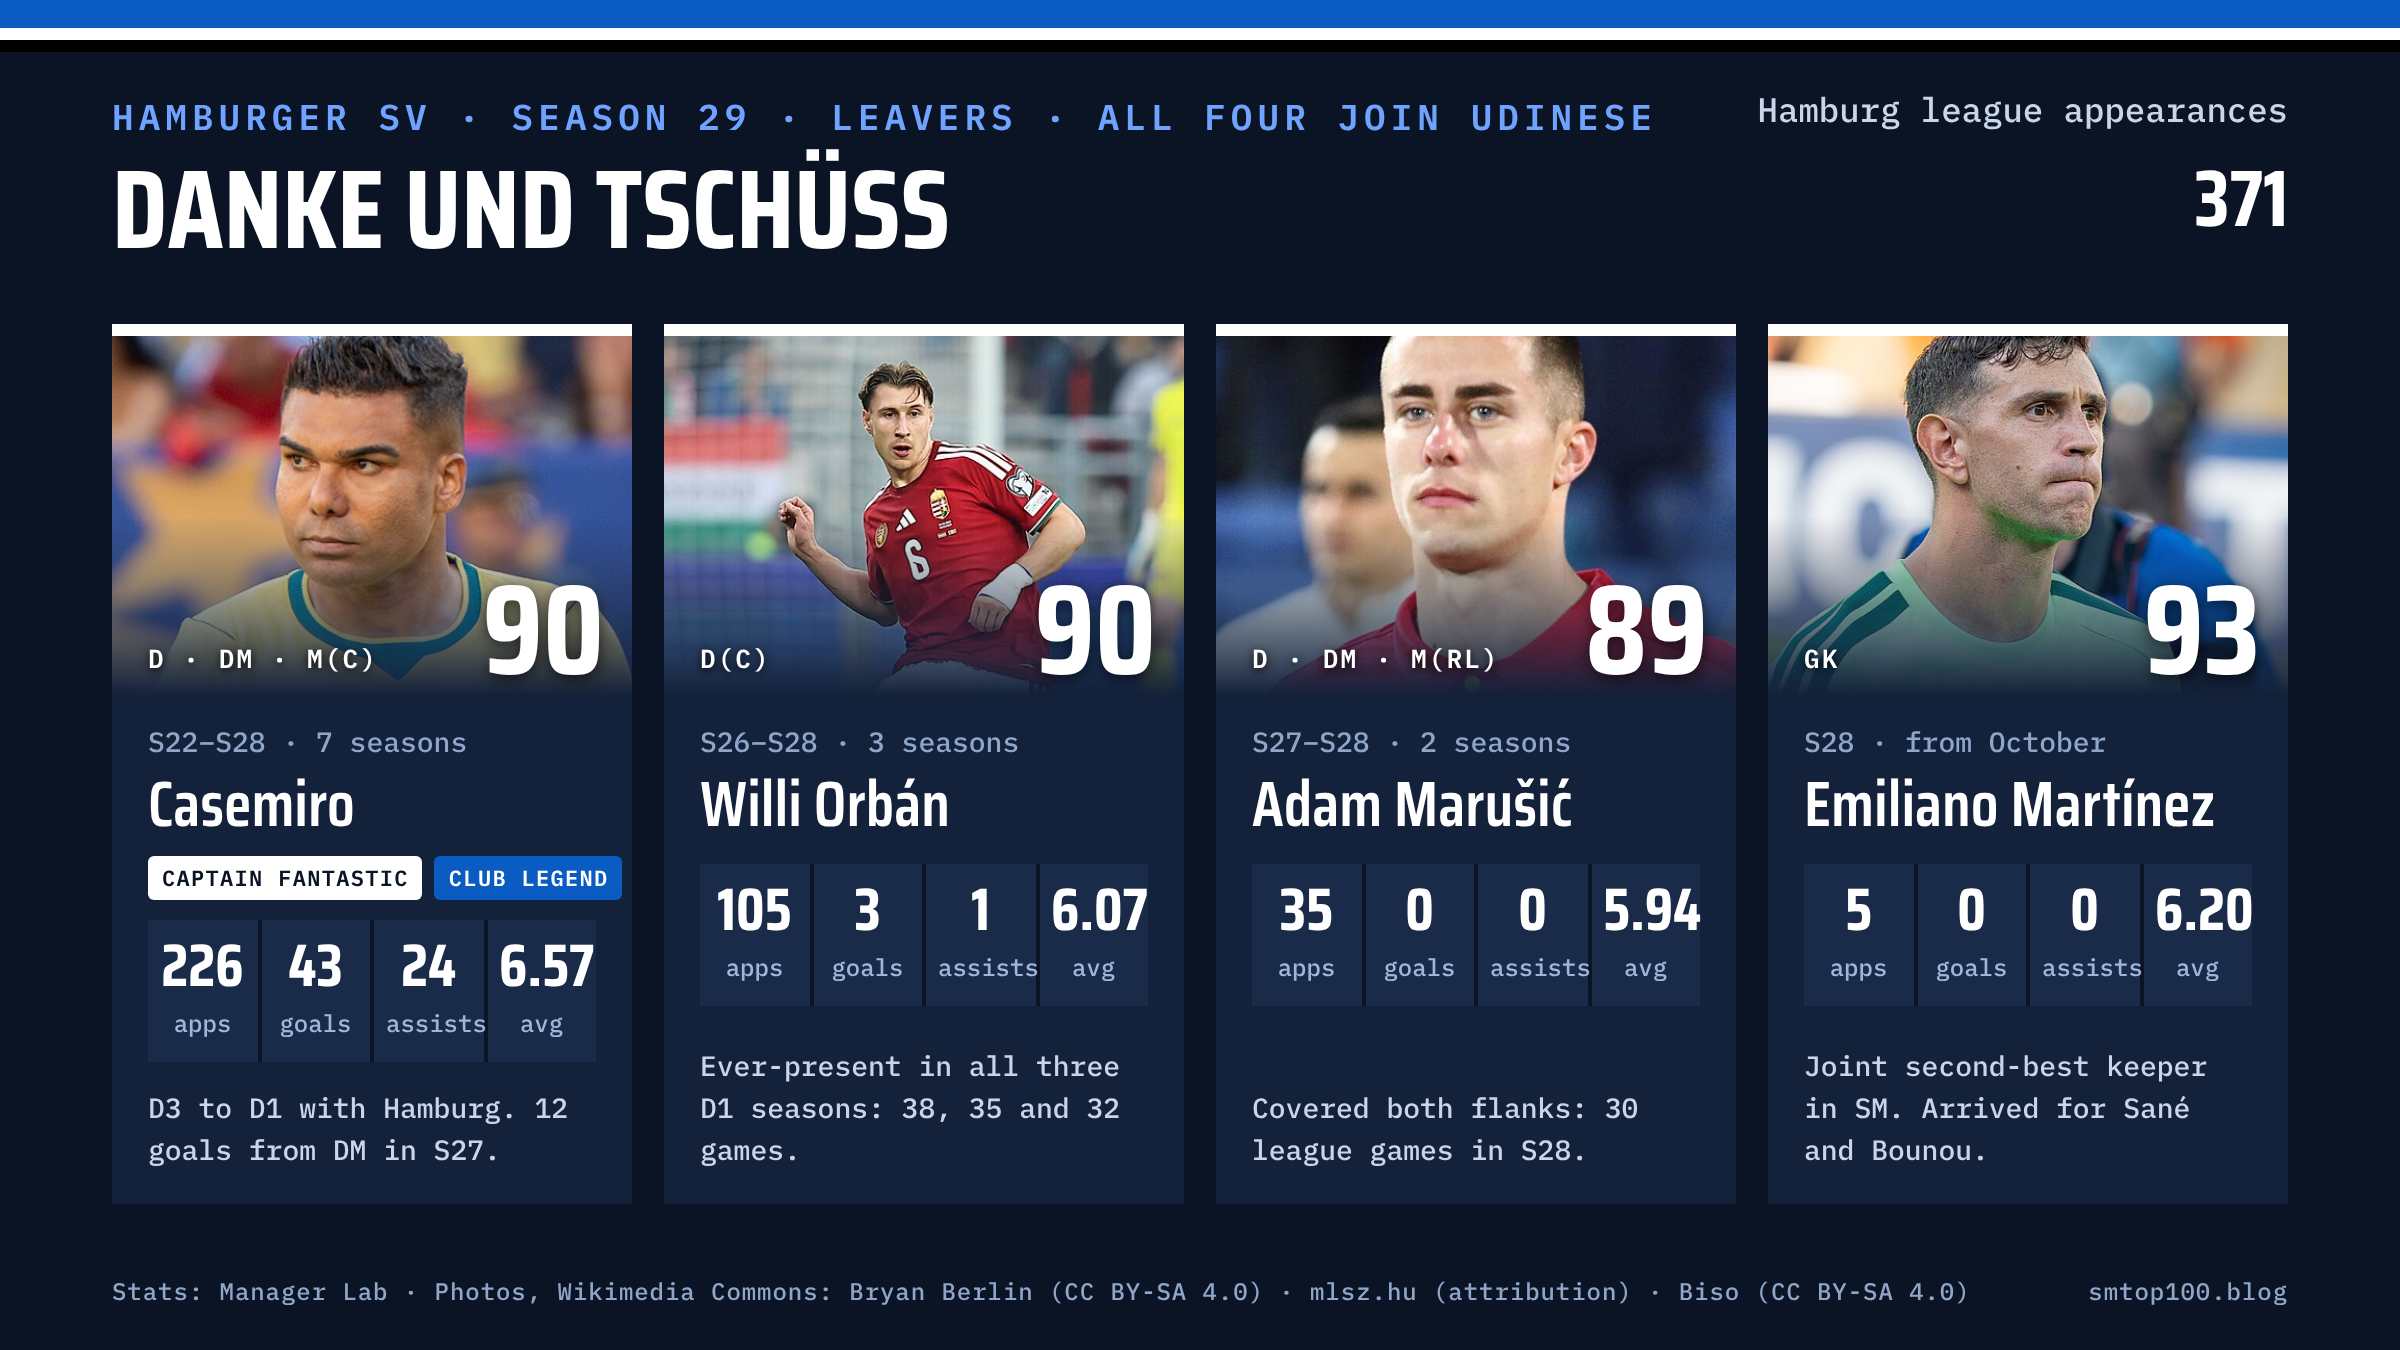 HAMBURGER SV · SEASON 29 · LEAVERS · ALL FOUR JOIN UDINESE
Hamburg league appearances
DANKE UND TSCHÜSS
371
D · DM · M(C)
90
S22–S28 · 7 seasons
Casemiro
CAPTAIN FANTASTIC
CLUB LEGEND
226 43 24 6.57
apps goals assists avg
D3 to D1 with Hamburg. 12
goals from DM in S27.
6
D(C)
90
S26–S28 · 3 seasons
Willi Orbán
105 3 1 6.07
apps goals assists avg
Ever-present in all three
D1 seasons: 38, 35 and 32
games.
D · DM · M(RL)
89
S27–S28 · 2 seasons
Adam Marušić
35 0 0 5.94
apps goals assists avg
Covered both flanks: 30
league games in S28.
GK
93
S28 · from October
Emiliano Martínez
5 0 0 6.20
apps goals assists avg
Joint second-best keeper
in SM. Arrived for Sané
and Bounou.
Stats: Manager Lab · Photos, Wikimedia Commons: Bryan Berlin (CC BY-SA 4.0) · mlsz.hu (attribution) · Biso (CC BY-SA 4.0)
smtop100.blog